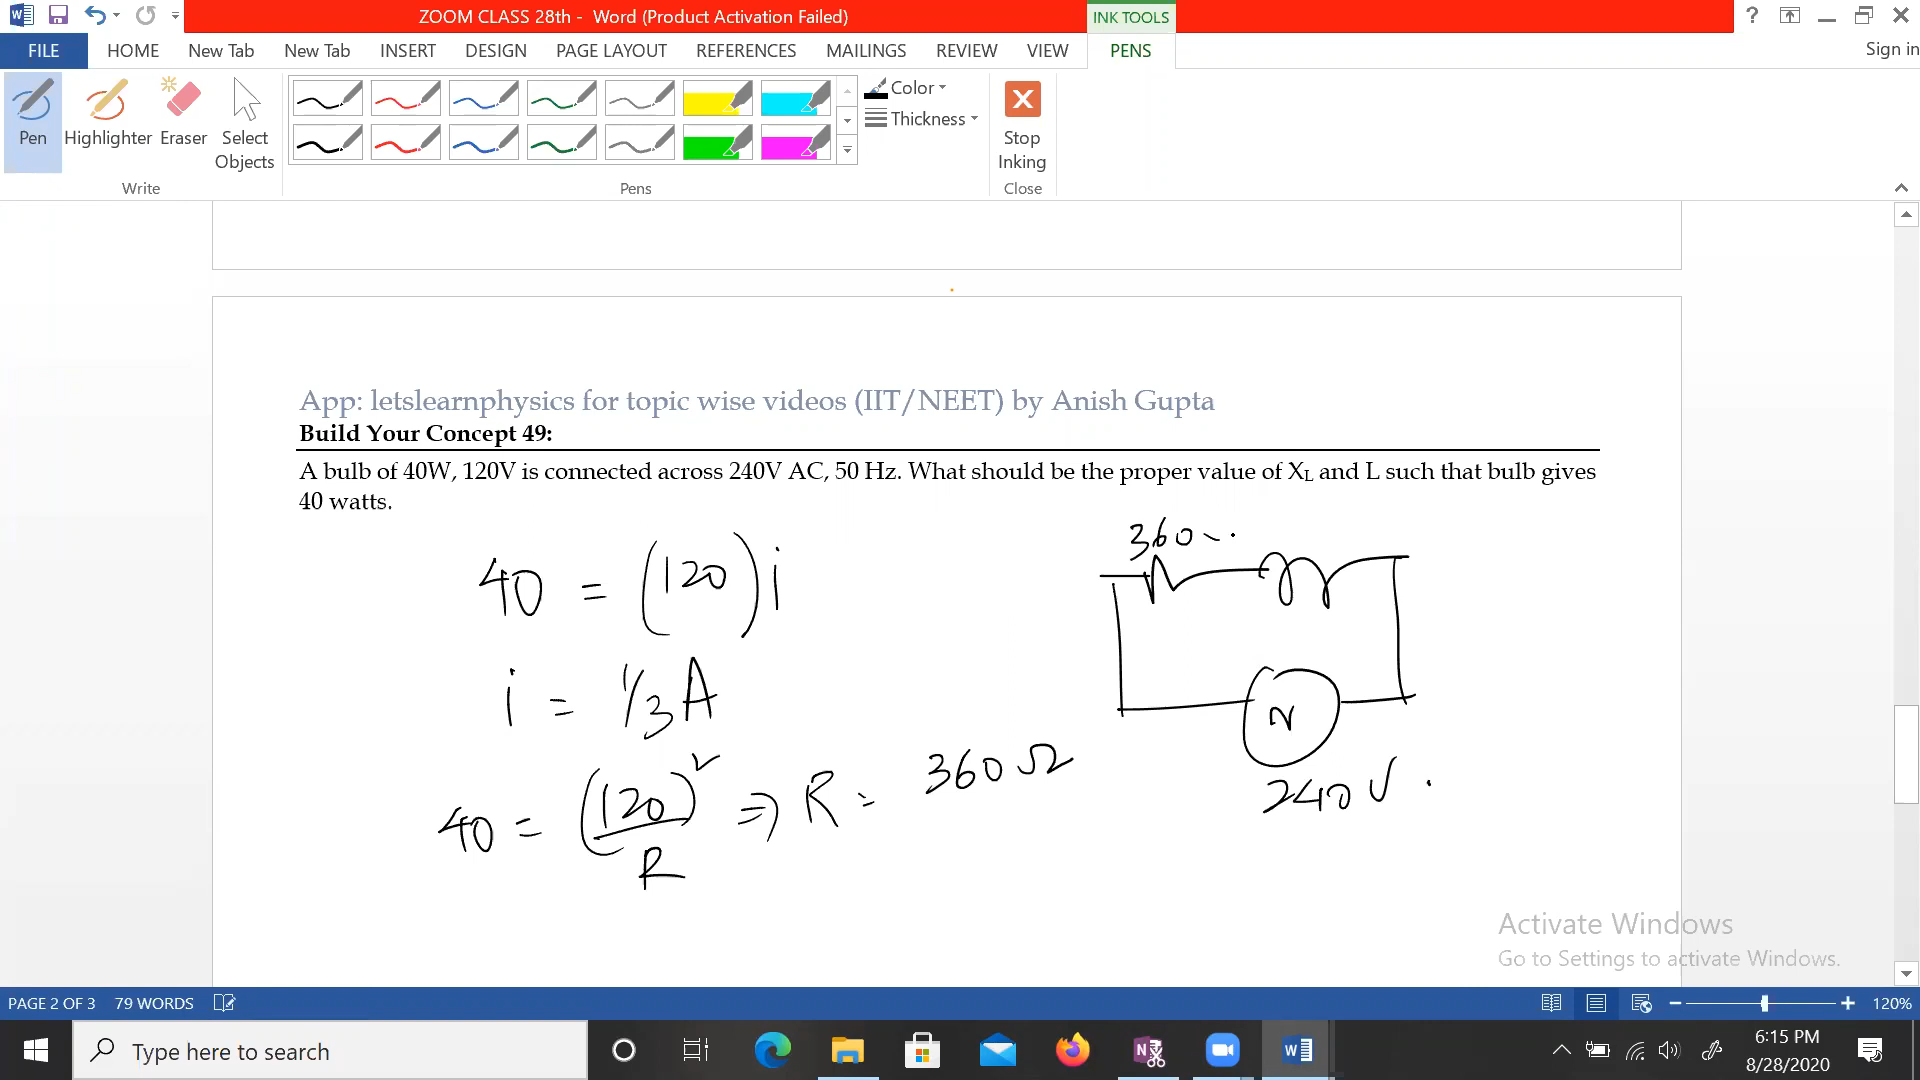 ZOOM CLASS 28th - Word (Product Activation Failed)
INK TOOLS
FILE HOME New Tab New Tab INSERT DESIGN PAGE LAYOUT REFERENCES MAILINGS REVIEW VIEW PENS Sign in
Pen Highlighter Eraser Select Objects
Color
Thickness
Stop Inking
Write Pens Close
App: letslearnphysics for topic wise videos (IIT/NEET) by Anish Gupta
Build Your Concept 49:
A bulb of 40W, 120V is connected across 240V AC, 50 Hz. What should be the proper value of X_L and L such that bulb gives
40 watts.
40 = (120) i
i = 1/3 A
40 = (120)²/R ⇒ R = 360 Ω
360
240 V
Activate Windows
Go to Settings to activate Windows.
PAGE 2 OF 3 79 WORDS 120%
Type here to search
6:15 PM
8/28/2020